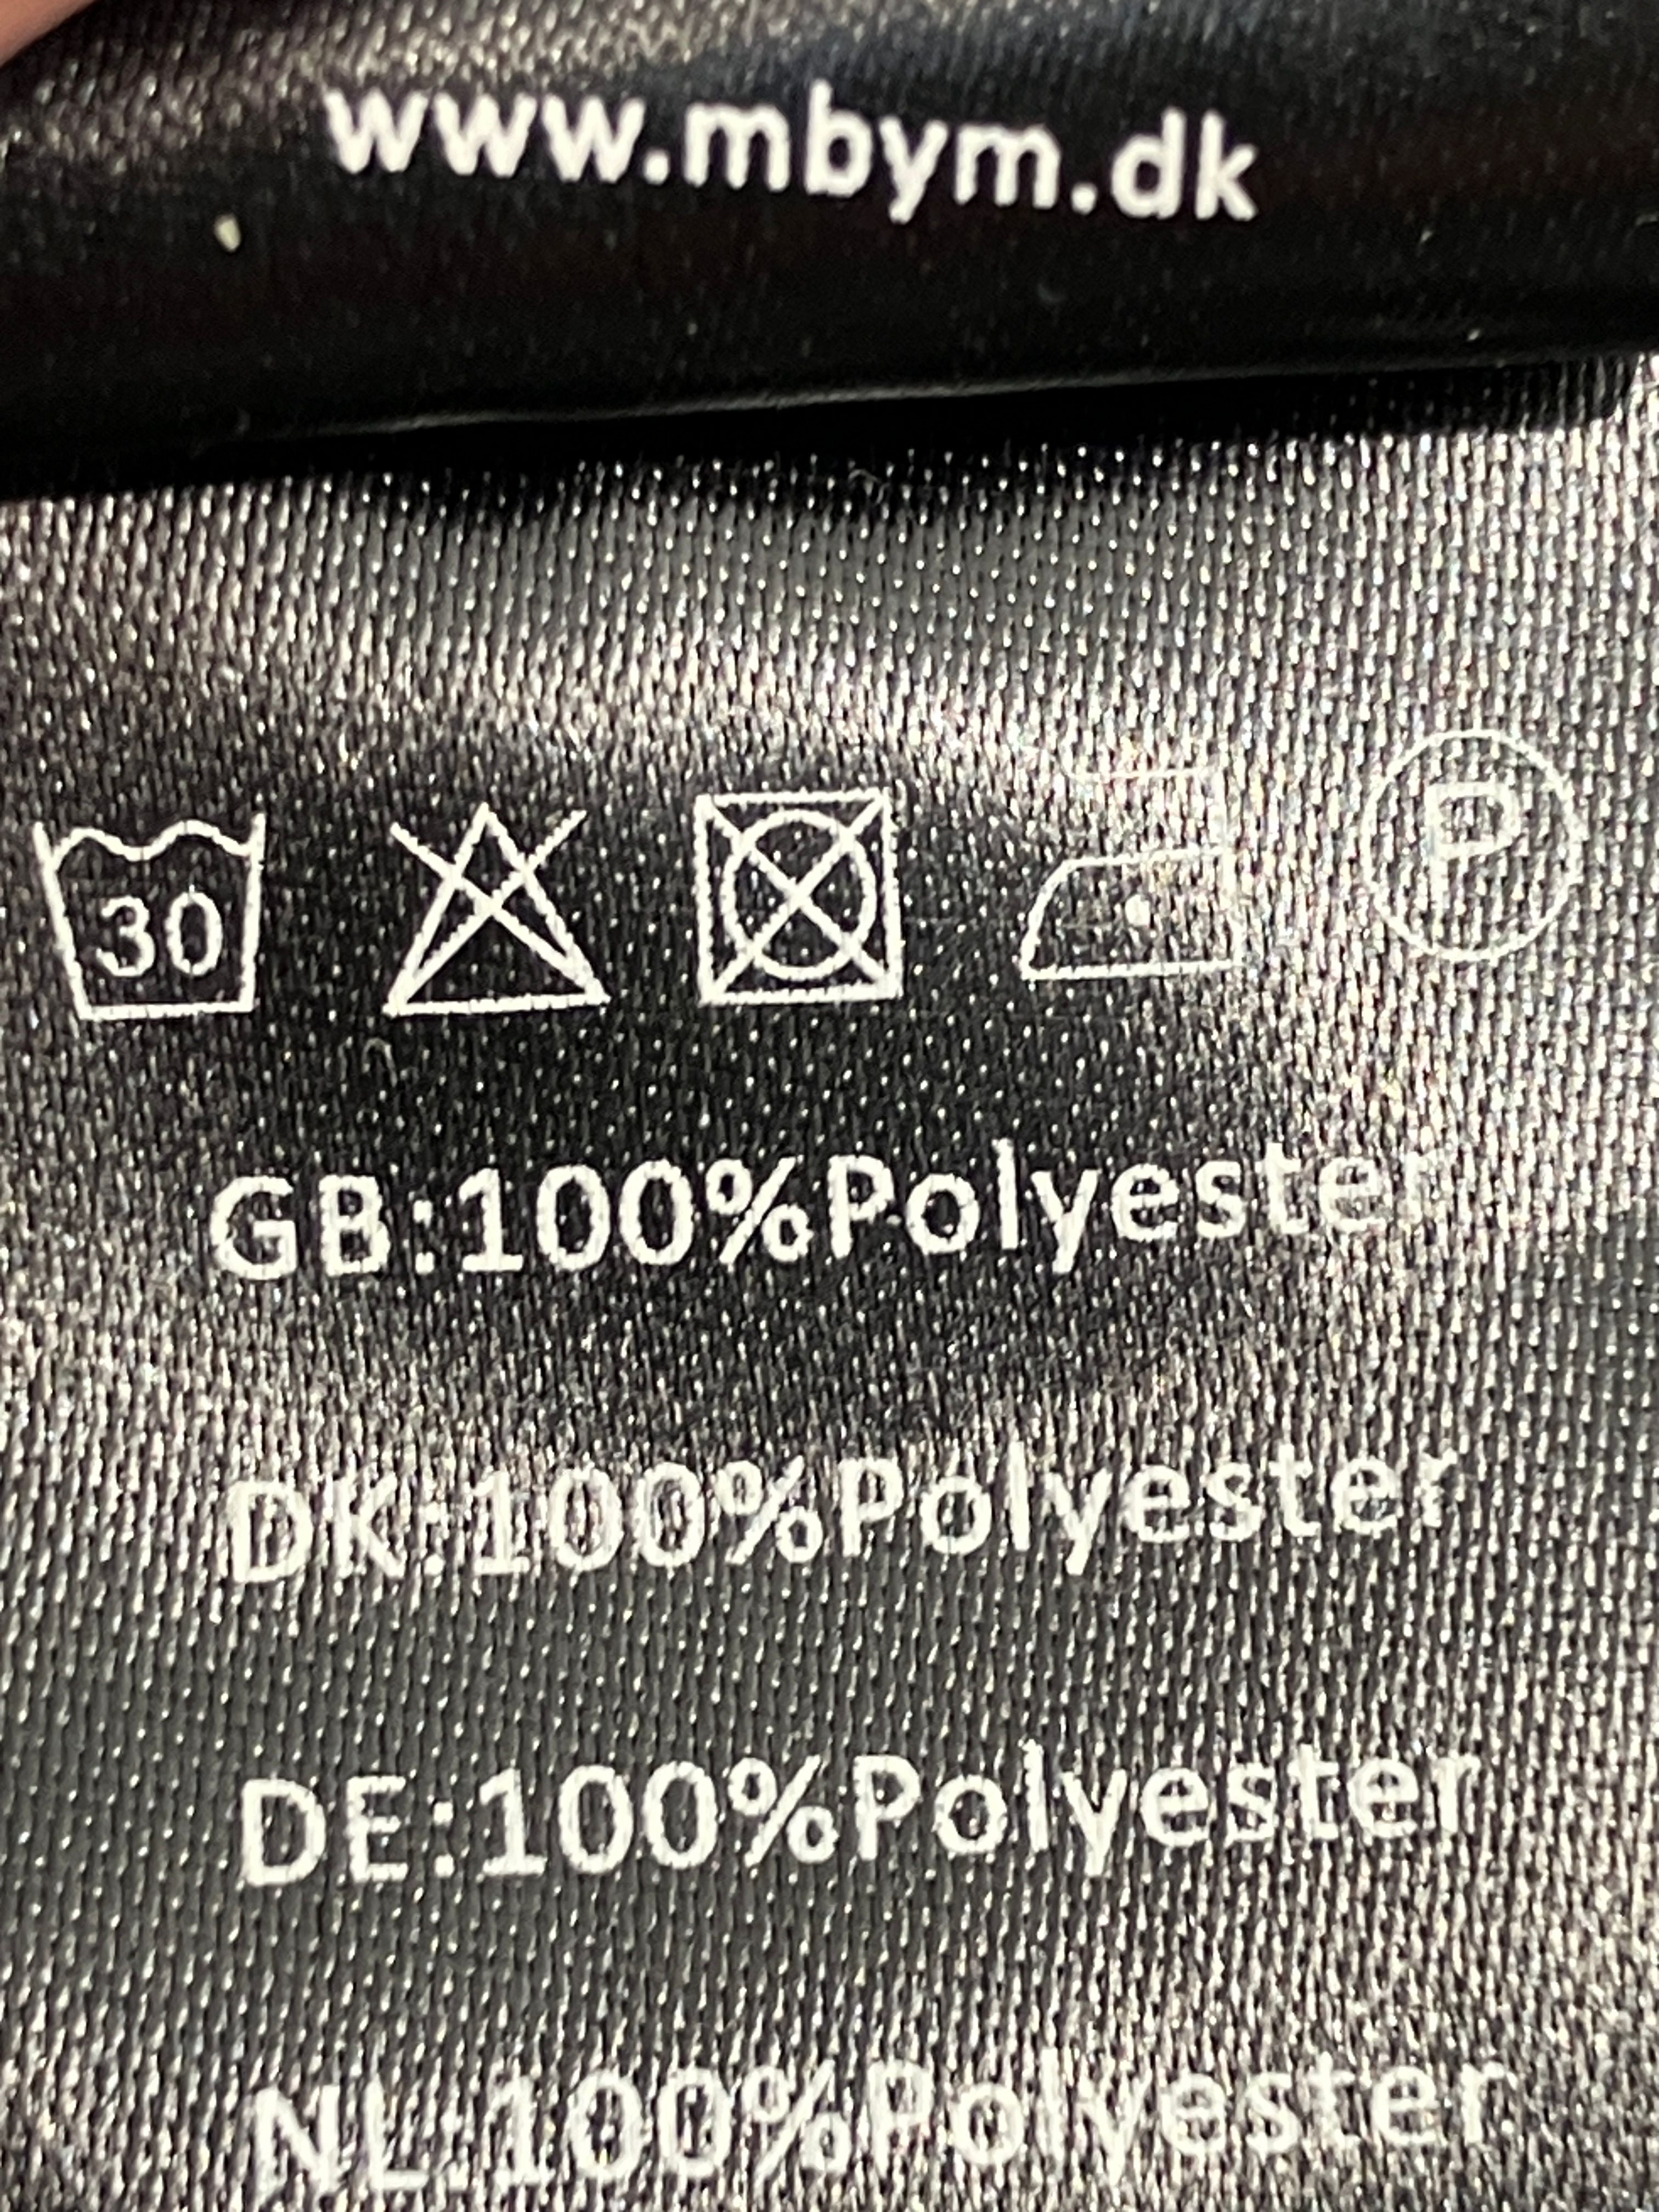 www.mbym.dk
30 P
GB:100%Polyester
DK:100%Polyester
DE:100%Polyester
NL:100%Polyester